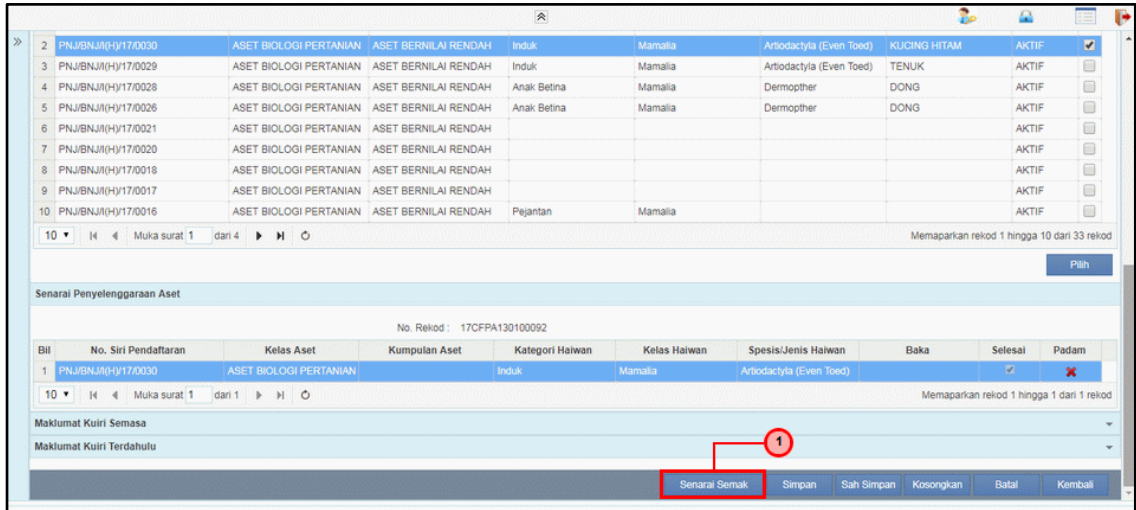 2 PNJ/BNJ/I(H)/17/0030 ASET BIOLOGI PERTANIAN ASET BERNILAI RENDAH Induk Mamalia Artiodactyla (Even Toed) KUCING HITAM AKTIF
3 PNJ/BNJ/I(H)/17/0029 ASET BIOLOGI PERTANIAN ASET BERNILAI RENDAH Induk Mamalia Artiodactyla (Even Toed) TENUK AKTIF
4 PNJ/BNJ/I(H)/17/0028 ASET BIOLOGI PERTANIAN ASET BERNILAI RENDAH Anak Betina Mamalia Dermopther DONG AKTIF
5 PNJ/BNJ/I(H)/17/0026 ASET BIOLOGI PERTANIAN ASET BERNILAI RENDAH Anak Betina Mamalia Dermopther DONG AKTIF
6 PNJ/BNJ/I(H)/17/0021 ASET BIOLOGI PERTANIAN ASET BERNILAI RENDAH AKTIF
7 PNJ/BNJ/I(H)/17/0020 ASET BIOLOGI PERTANIAN ASET BERNILAI RENDAH AKTIF
8 PNJ/BNJ/I(H)/17/0018 ASET BIOLOGI PERTANIAN ASET BERNILAI RENDAH AKTIF
9 PNJ/BNJ/I(H)/17/0017 ASET BIOLOGI PERTANIAN ASET BERNILAI RENDAH AKTIF
10 PNJ/BNJ/I(H)/17/0016 ASET BIOLOGI PERTANIAN ASET BERNILAI RENDAH Pejantan Mamalia AKTIF
10 Muka surat 1 dari 4 Memaparkan rekod 1 hingga 10 dari 33 rekod
Pilih
Senarai Penyelenggaraan Aset
No. Rekod : 17CFPA130100092
Bil No. Siri Pendaftaran Kelas Aset Kumpulan Aset Kategori Haiwan Kelas Haiwan Spesis/Jenis Haiwan Baka Selesai Padam
1 PNJ/BNJ/I(H)/17/0030 ASET BIOLOGI PERTANIAN Induk Mamalia Artiodactyla (Even Toed)
10 Muka surat 1 dari 1 Memaparkan rekod 1 hingga 1 dari 1 rekod
Maklumat Kuiri Semasa
Maklumat Kuiri Terdahulu
1
Senarai Semak Simpan Sah Simpan Kosongkan Batal Kembali